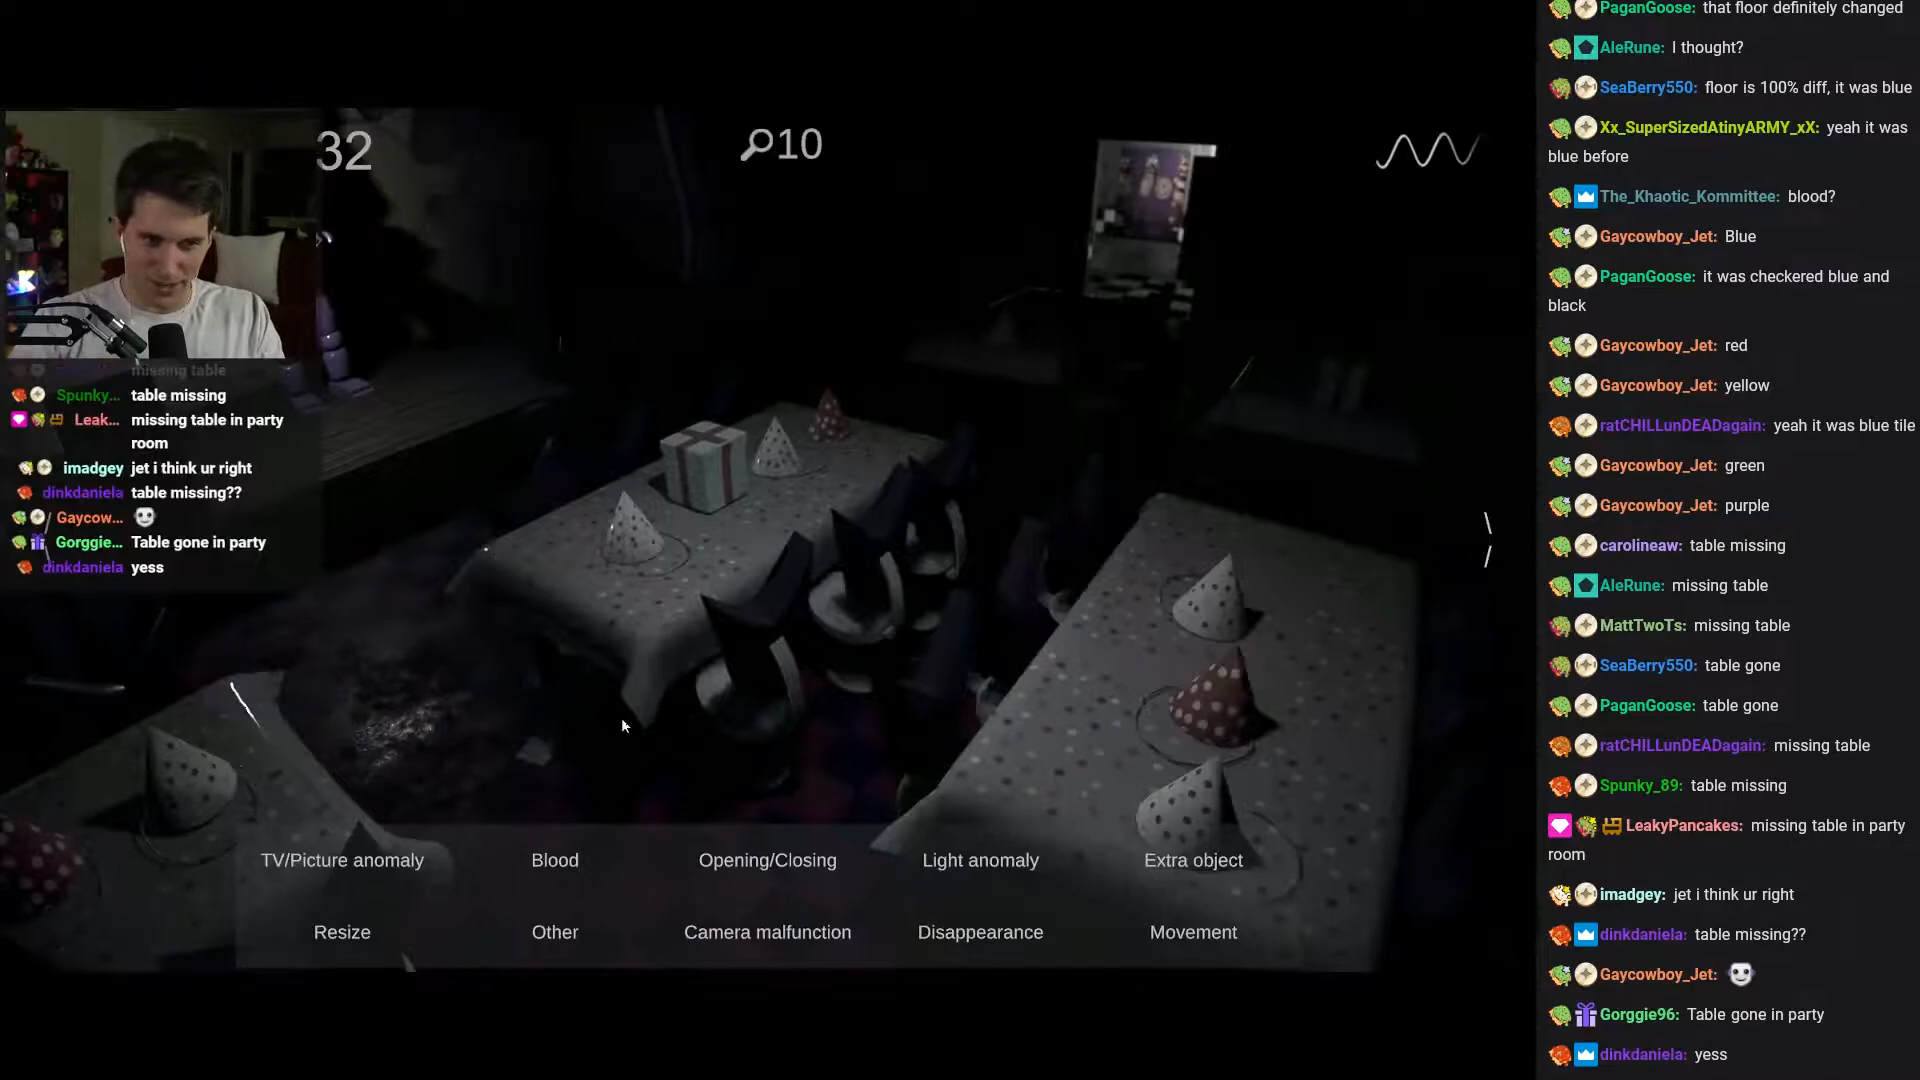 32
10
missing table
Spunky... table missing
Leak... missing table in party
room
imadgey jet i think ur right
dinkdaniela table missing??
Gaycow...
Gorggie... Table gone in party
dinkdaniela yess
TV/Picture anomaly Blood Opening/Closing Light anomaly Extra object
Resize Other Camera malfunction Disappearance Movement
PaganGoose: that floor definitely changed
AleRune: I thought?
SeaBerry550: floor is 100% diff, it was blue
Xx_SuperSizedAtinyARMY_xX: yeah it was
blue before
The_Khaotic_Kommittee: blood?
Gaycowboy_Jet: Blue
PaganGoose: it was checkered blue and
black
Gaycowboy_Jet: red
Gaycowboy_Jet: yellow
ratCHILLunDEADagain: yeah it was blue tile
Gaycowboy_Jet: green
Gaycowboy_Jet: purple
carolineaw: table missing
AleRune: missing table
MattTwoTs: missing table
SeaBerry550: table gone
PaganGoose: table gone
ratCHILLunDEADagain: missing table
Spunky_89: table missing
LeakyPancakes: missing table in party
room
imadgey: jet i think ur right
dinkdaniela: table missing??
Gaycowboy_Jet:
Gorggie96: Table gone in party
dinkdaniela: yess